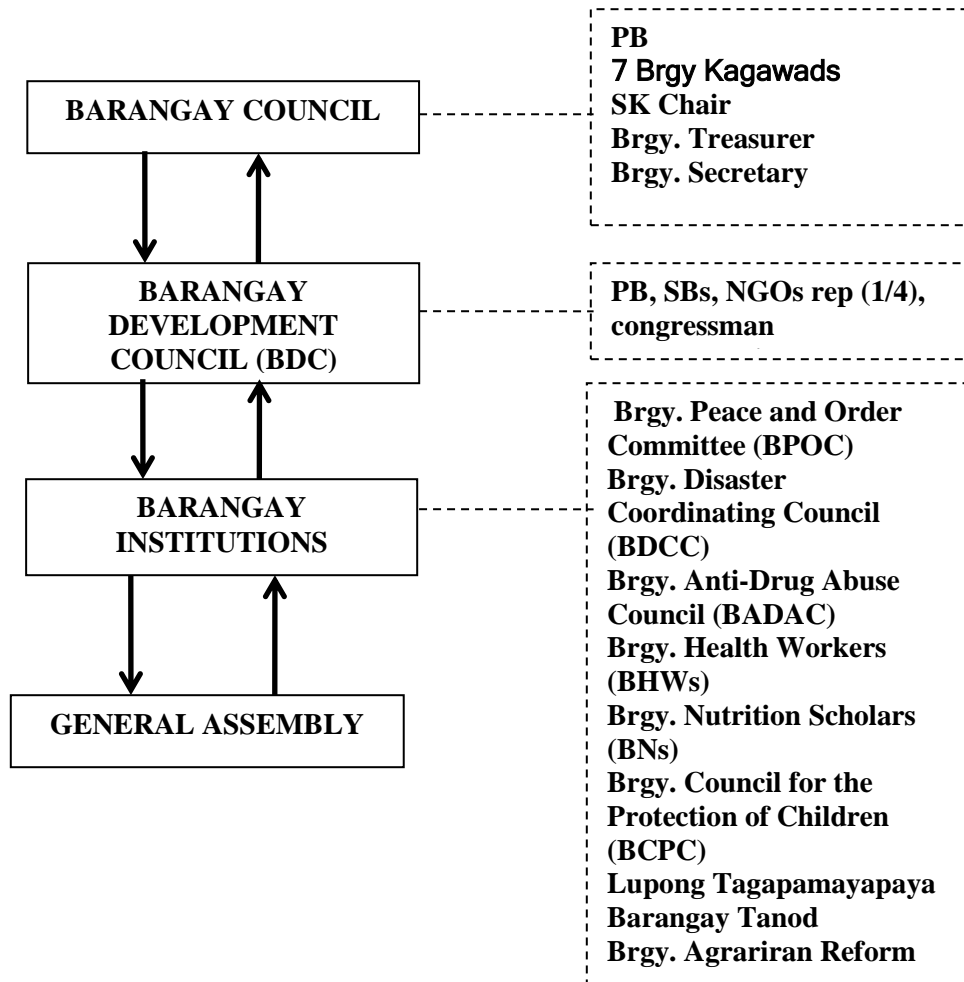 BARANGAY COUNCIL
PB
7 Brgy Kagawads
SK Chair
Brgy. Treasurer
Brgy. Secretary
BARANGAY
DEVELOPMENT
COUNCIL (BDC)
PB, SBs, NGOs rep (1/4),
congressman
BARANGAY
INSTITUTIONS
Brgy. Peace and Order
Committee (BPOC)
Brgy. Disaster
Coordinating Council
(BDCC)
Brgy. Anti-Drug Abuse
Council (BADAC)
Brgy. Health Workers
(BHWs)
Brgy. Nutrition Scholars
(BNs)
Brgy. Council for the
Protection of Children
(BCPC)
Lupong Tagapamayapaya
Barangay Tanod
Brgy. Agrariran Reform
GENERAL ASSEMBLY